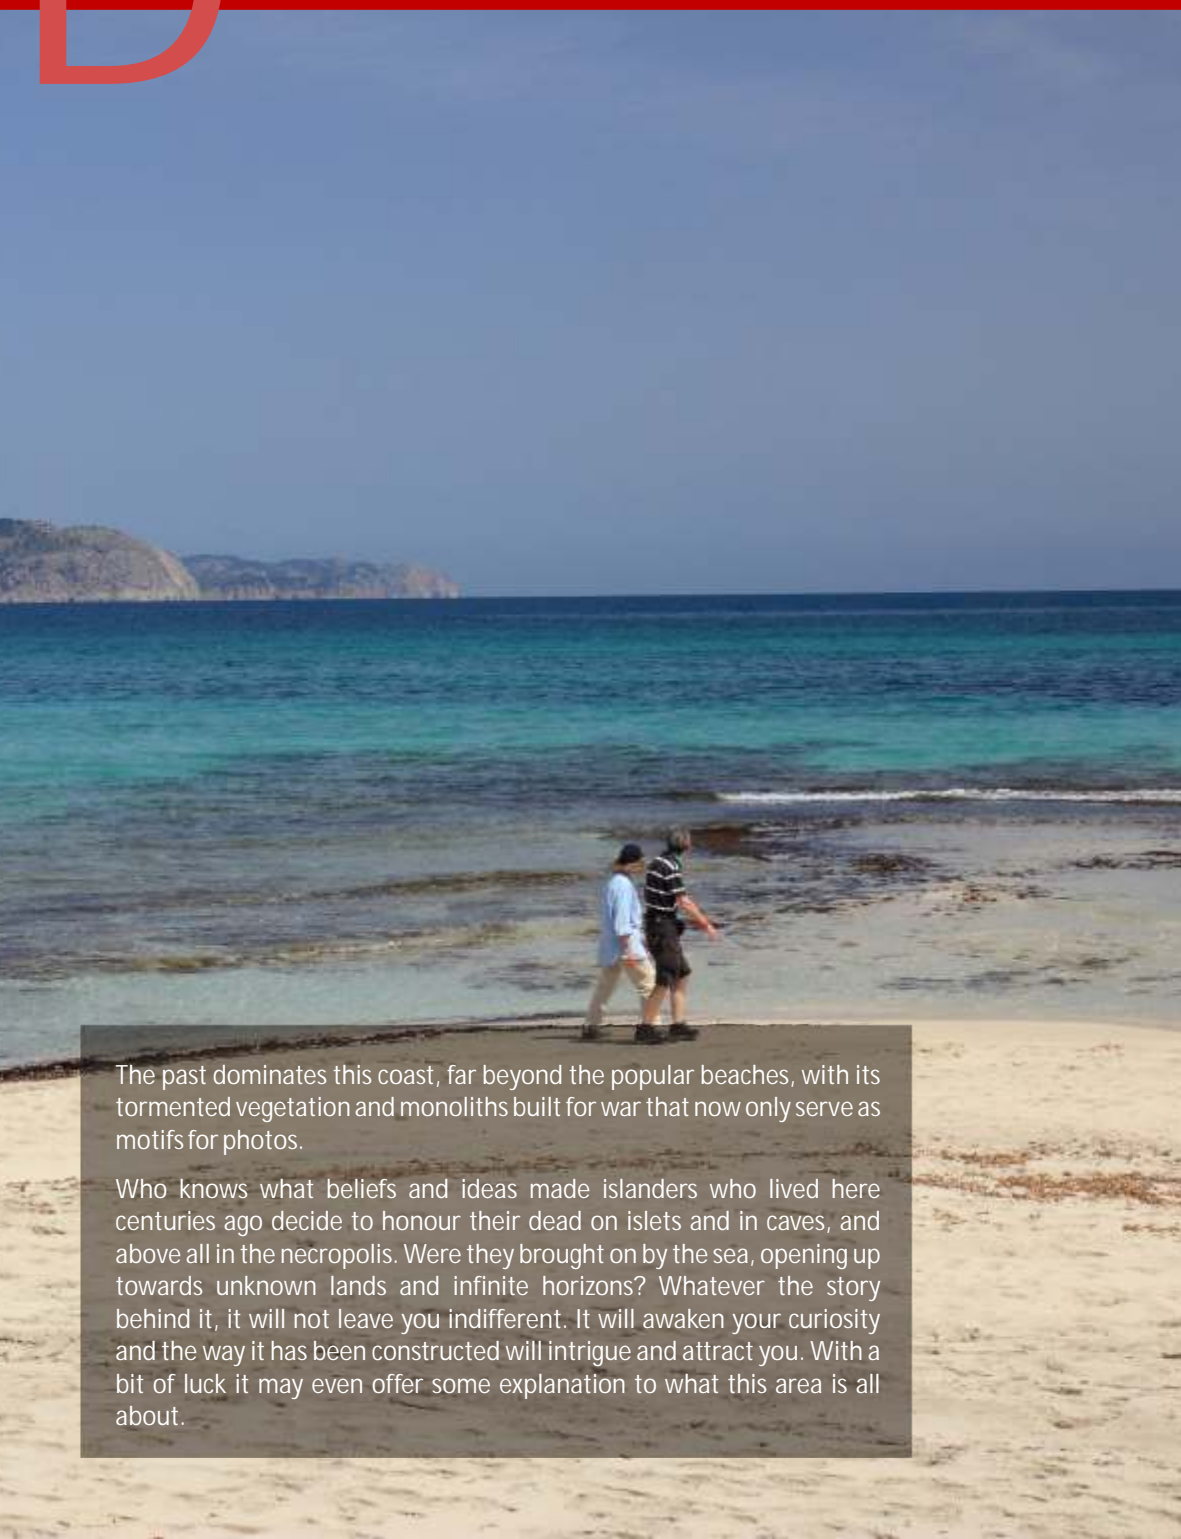 D
The past dominates this coast, far beyond the popular beaches, with its
tormented vegetation and monoliths built for war that now only serve as
motifs for photos.
Who knows what beliefs and ideas made islanders who lived here
centuries ago decide to honour their dead on islets and in caves, and
above all in the necropolis. Were they brought on by the sea, opening up
towards unknown lands and infinite horizons? Whatever the story
behind it, it will not leave you indifferent. It will awaken your curiosity
and the way it has been constructed will intrigue and attract you. With a
bit of luck it may even offer some explanation to what this area is all
about.